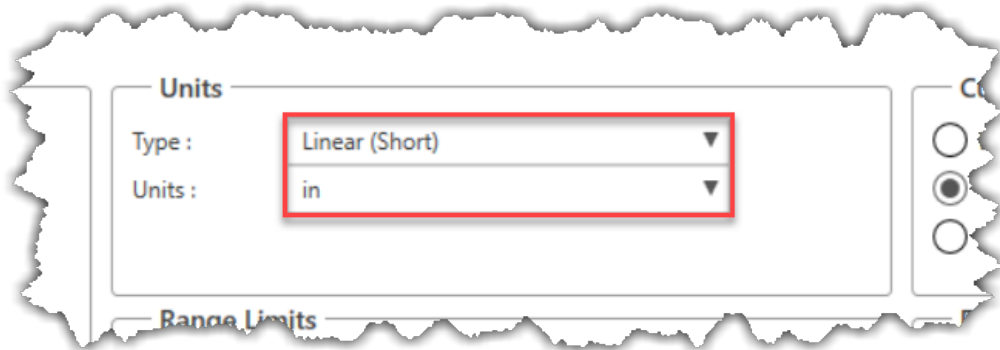 Units
Type :
Linear (Short)
Units :
in
Range Limits